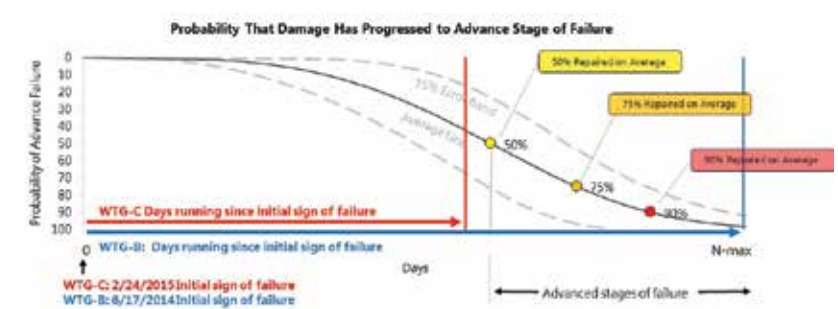 Probability That Damage Has Progressed to Advance Stage of Failure
Probability of Advance Failure
0
10
20
30
40
50
60
70
80
90
100
50% Repaired on Average
75% Repaired on Average
90% Repaired on Average
15% Error Band
Average Line
50%
75%
90%
WTG-C Days running since initial sign of failure
WTG-B: Days running since initial sign of failure
0
Days
N-max
WTG-C: 2/24/2015 Initial sign of failure
WTG-B: 8/17/2014 Initial sign of failure
Advanced stages of failure